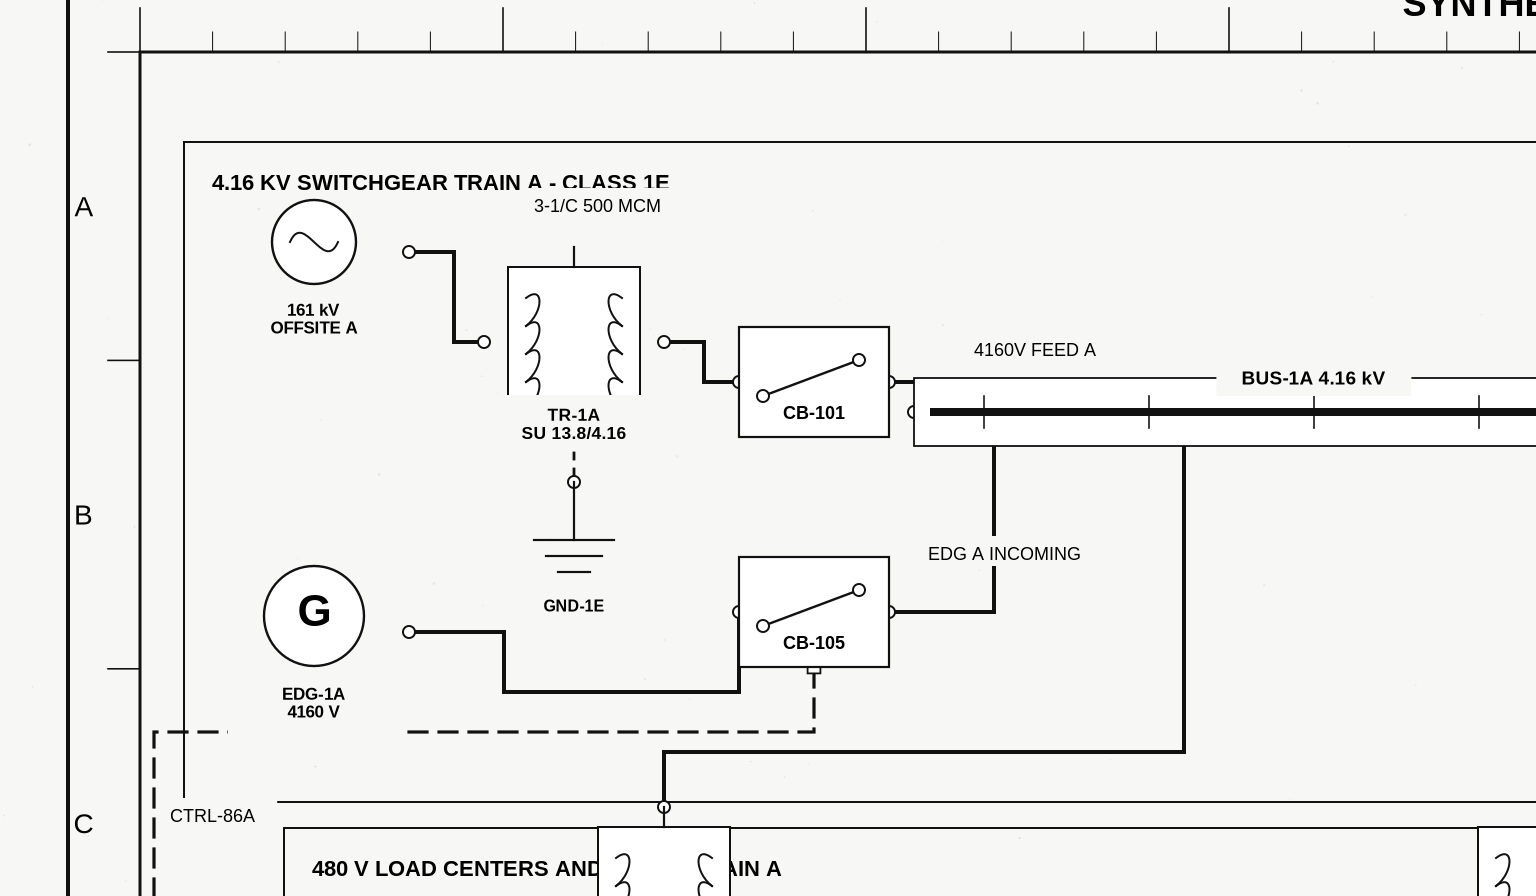 SYNTHE
4.16 KV SWITCHGEAR TRAIN A - CLASS 1E
3-1/C 500 MCM
A
161 kV
OFFSITE A
4160V FEED A
BUS-1A 4.16 kV
CB-101
TR-1A
SU 13.8/4.16
B
EDG A INCOMING
G
GND-1E
CB-105
EDG-1A
4160 V
CTRL-86A
C
480 V LOAD CENTERS AND AIN A